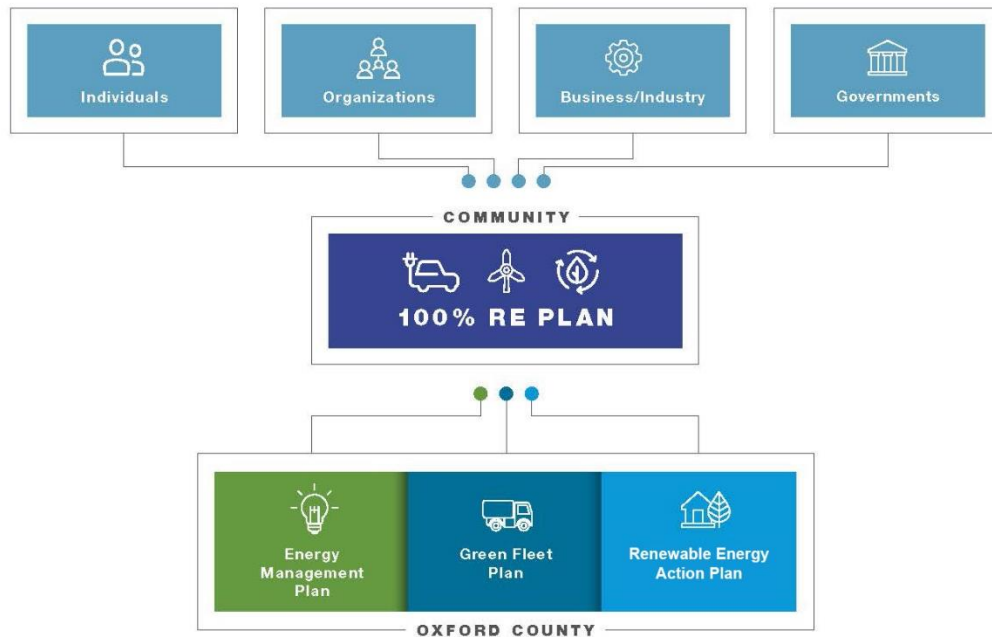 Individuals
Organizations
Business/Industry
Governments
COMMUNITY
100% RE PLAN
Energy
Management
Plan
Green Fleet
Plan
Renewable Energy
Action Plan
OXFORD COUNTY